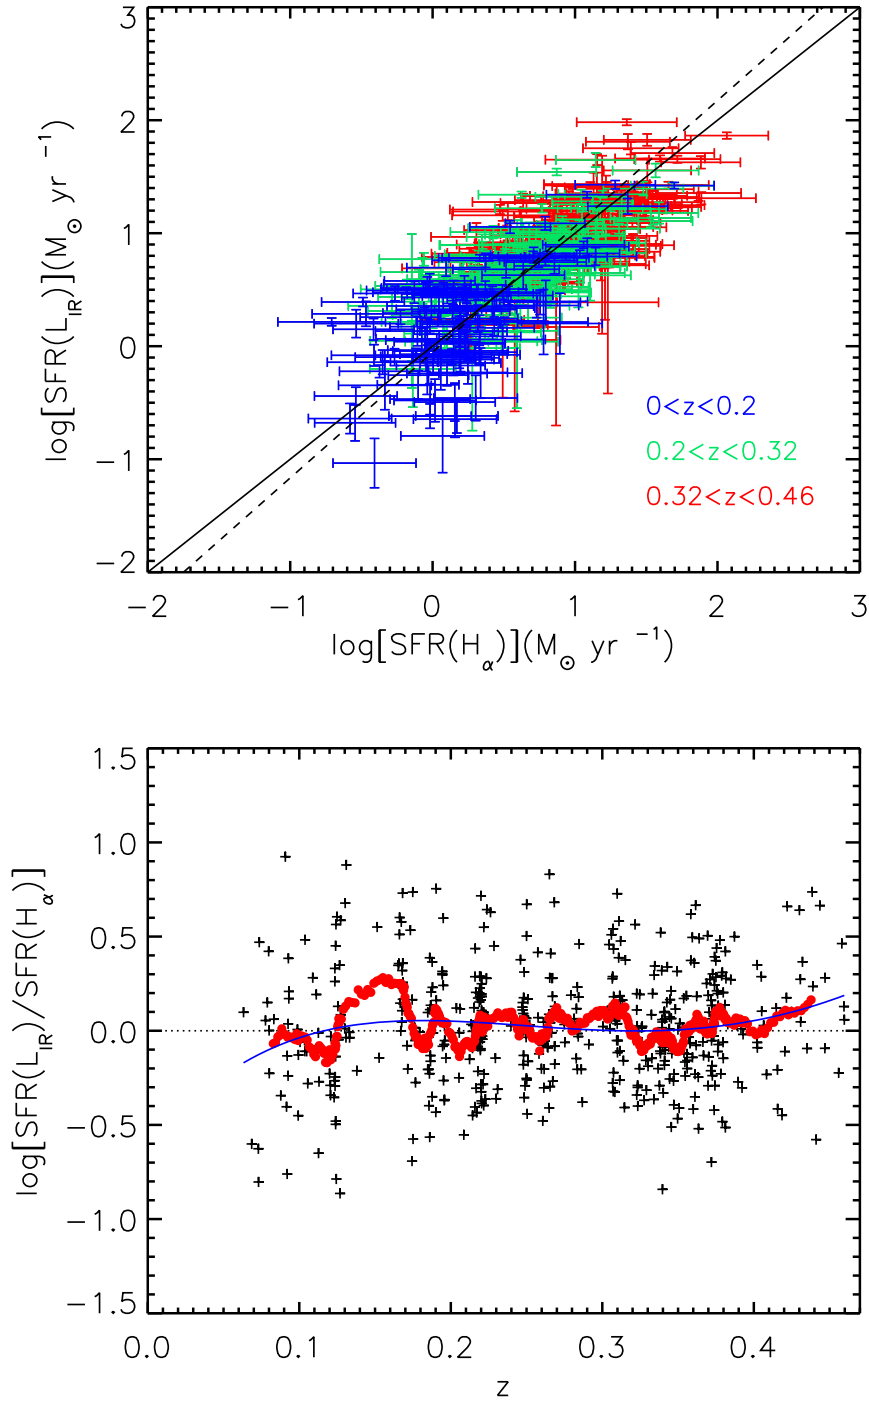 3
2
1
0
−1
−2
log[SFR(L_IR)](M_⊙ yr ⁻¹)
0<z<0.2
0.2<z<0.32
0.32<z<0.46
−2 −1 0 1 2 3
log[SFR(H_α)](M_⊙ yr ⁻¹)
1.5
1.0
0.5
0.0
−0.5
−1.0
−1.5
log[SFR(L_IR)/SFR(H_α)]
0.0 0.1 0.2 0.3 0.4
z